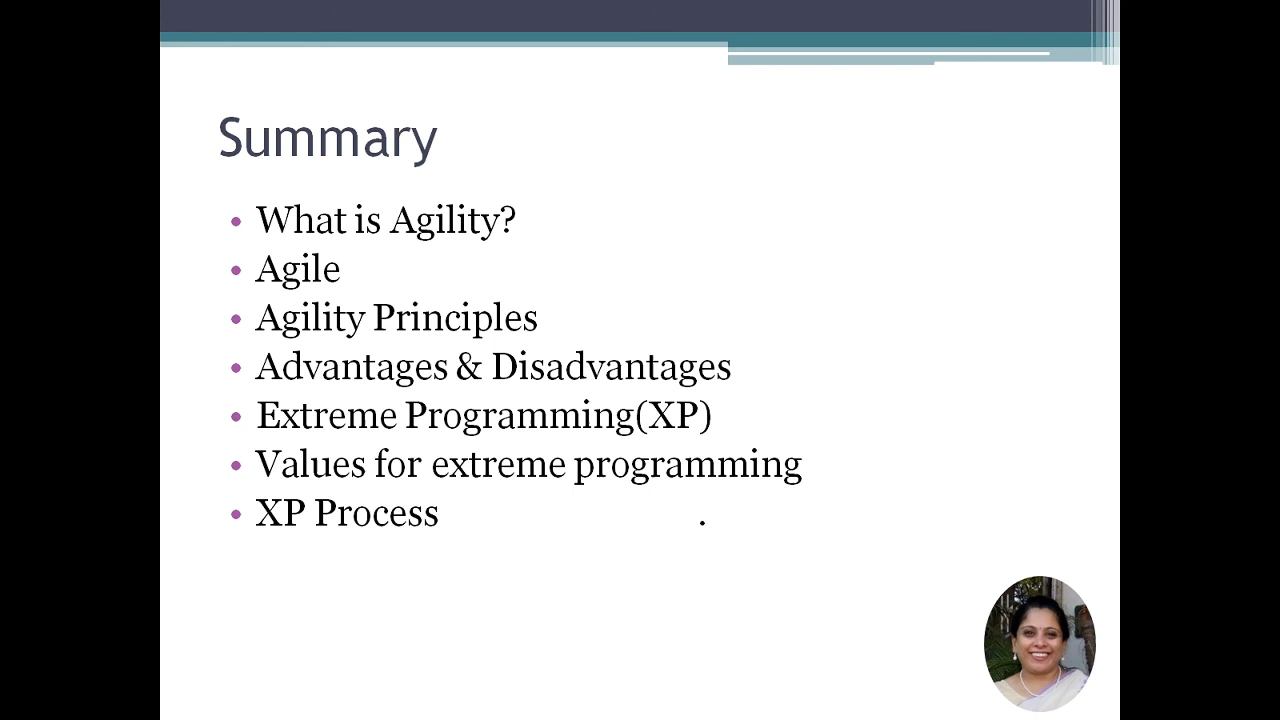 Summary
• What is Agility?
• Agile
• Agility Principles
• Advantages & Disadvantages
• Extreme Programming(XP)
• Values for extreme programming
• XP Process .